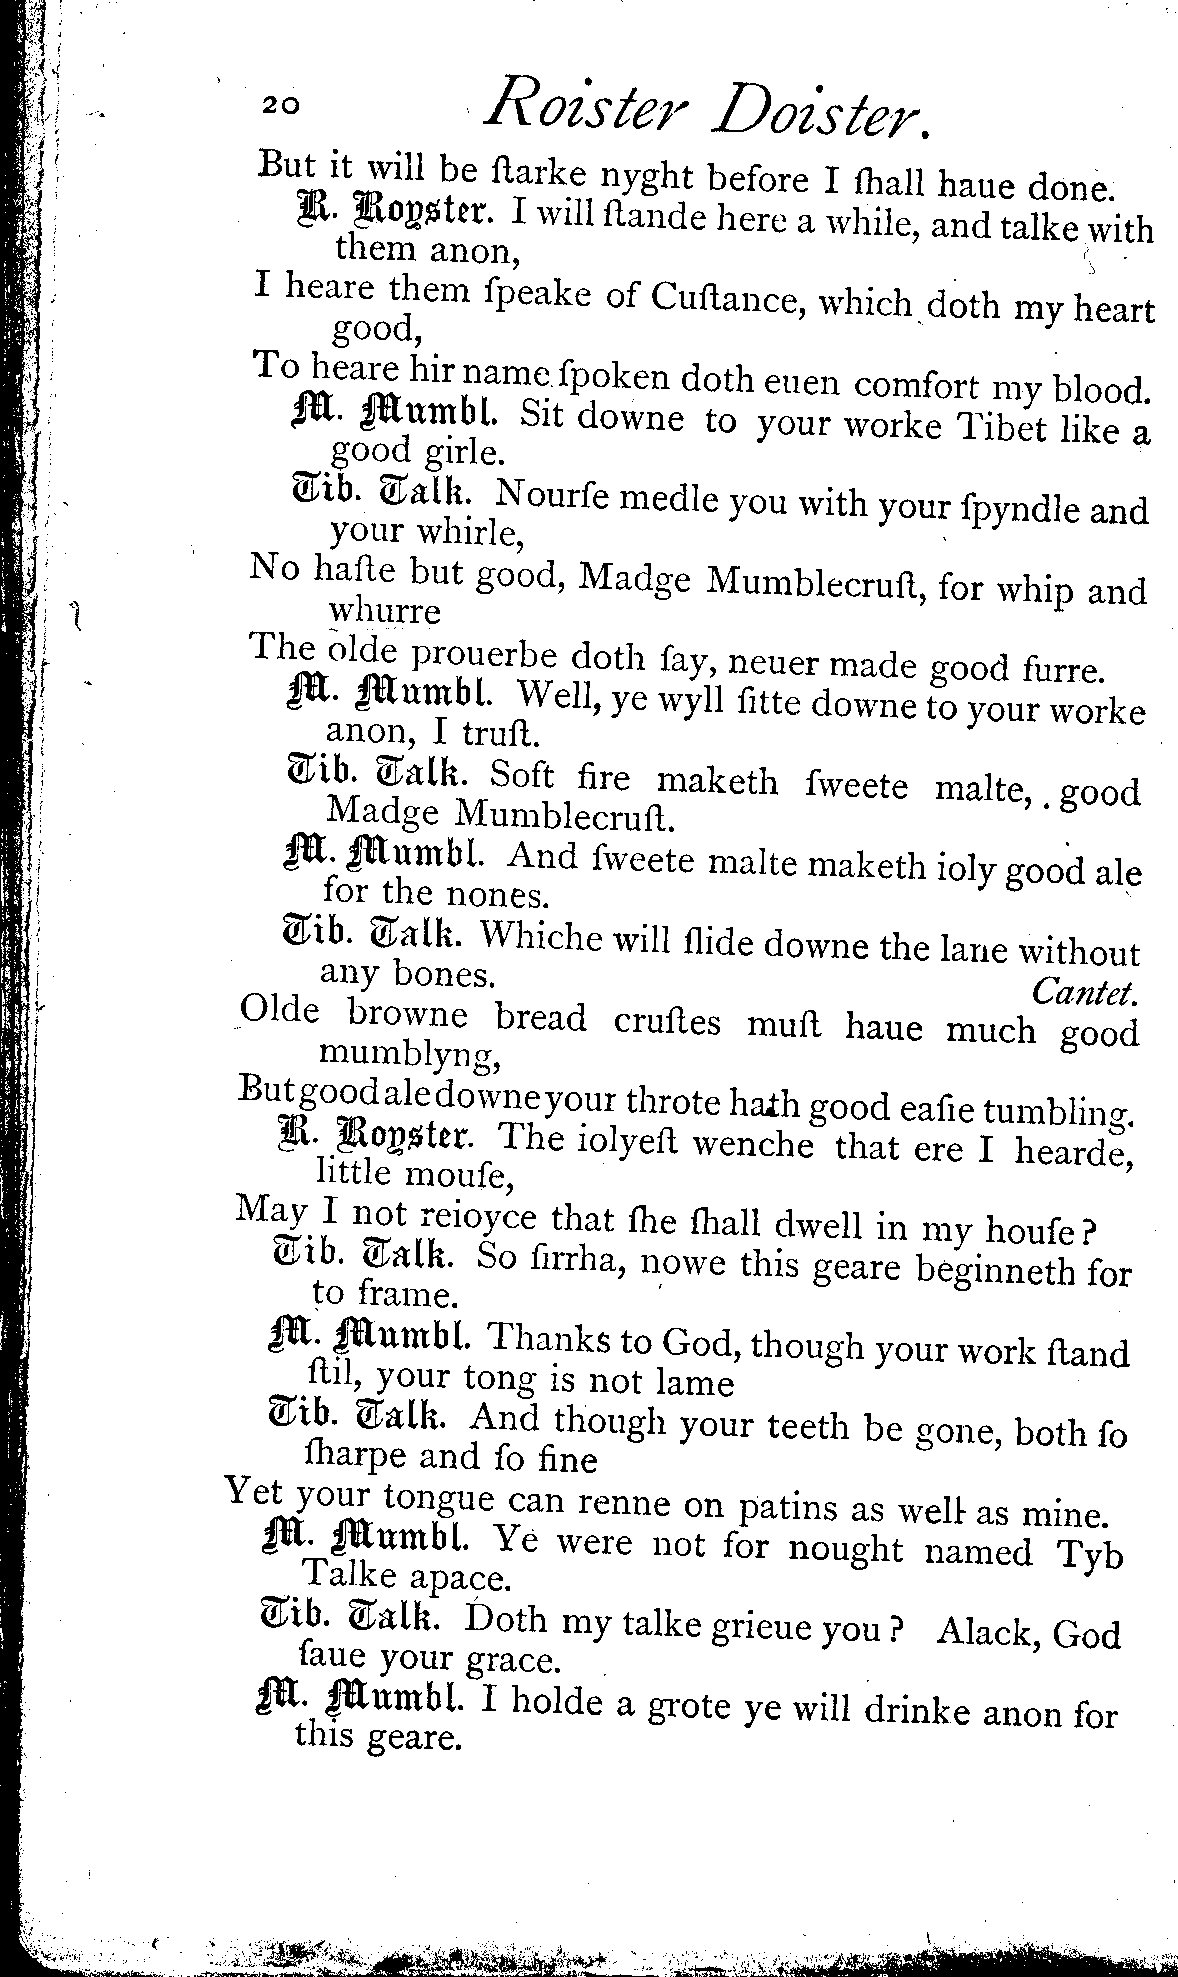 20 Roister Doister.
But it will be ſtarke nyght before I ſhall haue done.
R. Royster. I will ſtande here a while, and talke with
them anon,
I heare them ſpeake of Cuſtance, which doth my heart
good,
To heare hir name ſpoken doth euen comfort my blood.
M. Mumbl. Sit downe to your worke Tibet like a
good girle.
Tib. Talk. Nourſe medle you with your ſpyndle and
your whirle,
No haſte but good, Madge Mumblecruſt, for whip and
whurre
The olde prouerbe doth ſay, neuer made good furre.
M. Mumbl. Well, ye wyll ſitte downe to your worke
anon, I truſt.
Tib. Talk. Soft fire maketh ſweete malte, . good
Madge Mumblecruſt.
M. Mumbl. And ſweete malte maketh ioly good ale
for the nones.
Tib. Talk. Whiche will ſlide downe the lane without
any bones. Cantet.
Olde browne bread cruſtes muſt haue much good
mumblyng,
But good ale downe your throte hath good eaſie tumbling.
R. Royster. The iolyeſt wenche that ere I hearde,
little mouſe,
May I not reioyce that ſhe ſhall dwell in my houſe?
Tib. Talk. So ſirrha, nowe this geare beginneth for
to frame.
M. Mumbl. Thanks to God, though your work ſtand
ſtil, your tong is not lame
Tib. Talk. And though your teeth be gone, both ſo
ſharpe and ſo fine
Yet your tongue can renne on patins as well as mine.
M. Mumbl. Ye were not for nought named Tyb
Talke apace.
Tib. Talk. Doth my talke grieue you? Alack, God
ſaue your grace.
M. Mumbl. I holde a grote ye will drinke anon for
this geare.